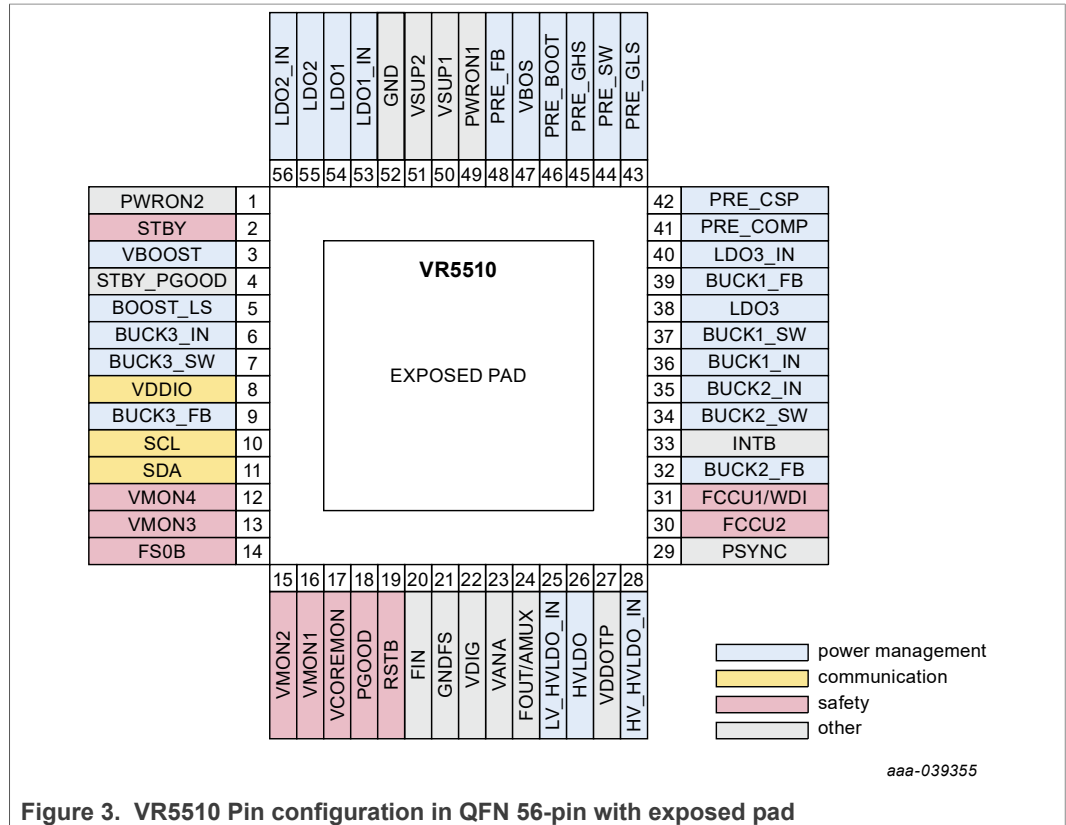 LDO2_IN
LDO2
LDO1
LDO1_IN
GND
VSUP2
VSUP1
PWRON1
PRE_FB
VBOS
PRE_BOOT
PRE_GHS
PRE_SW
PRE_GLS
56 55 54 53 52 51 50 49 48 47 46 45 44 43
PWRON2 1
STBY 2
VBOOST 3
STBY_PGOOD 4
BOOST_LS 5
BUCK3_IN 6
BUCK3_SW 7
VDDIO 8
BUCK3_FB 9
SCL 10
SDA 11
VMON4 12
VMON3 13
FS0B 14
VR5510
EXPOSED PAD
42 PRE_CSP
41 PRE_COMP
40 LDO3_IN
39 BUCK1_FB
38 LDO3
37 BUCK1_SW
36 BUCK1_IN
35 BUCK2_IN
34 BUCK2_SW
33 INTB
32 BUCK2_FB
31 FCCU1/WDI
30 FCCU2
29 PSYNC
15 16 17 18 19 20 21 22 23 24 25 26 27 28
VMON2
VMON1
VCOREMON
PGOOD
RSTB
FIN
GNDFS
VDIG
VANA
FOUT/AMUX
LV_HVLDO_IN
HVLDO
VDDOTP
HV_HVLDO_IN
power management
communication
safety
other
aaa-039355
Figure 3. VR5510 Pin configuration in QFN 56-pin with exposed pad